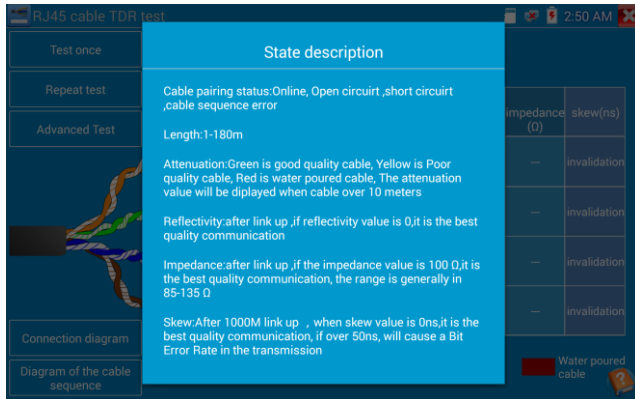 RJ45 cable TDR test
2:50 AM
Test once
Repeat test
Advanced Test
Connection diagram
Diagram of the cable
sequence
State description
Cable pairing status:Online, Open circuirt ,short circuirt
,cable sequence error
Length:1-180m
Attenuation:Green is good quality cable, Yellow is Poor
quality cable, Red is water poured cable, The attenuation
value will be diplayed when cable over 10 meters
Reflectivity:after link up ,if reflectivity value is 0,it is the best
quality communication
Impedance:after link up ,if the impedance value is 100 Ω,it is
the best quality communication, the range is generally in
85-135 Ω
Skew:After 1000M link up ，when skew value is 0ns,it is the
best quality communication, if over 50ns, will cause a Bit
Error Rate in the transmission
impedance
(Ω)
skew(ns)
--- invalidation
--- invalidation
--- invalidation
--- invalidation
Water poured
cable
?